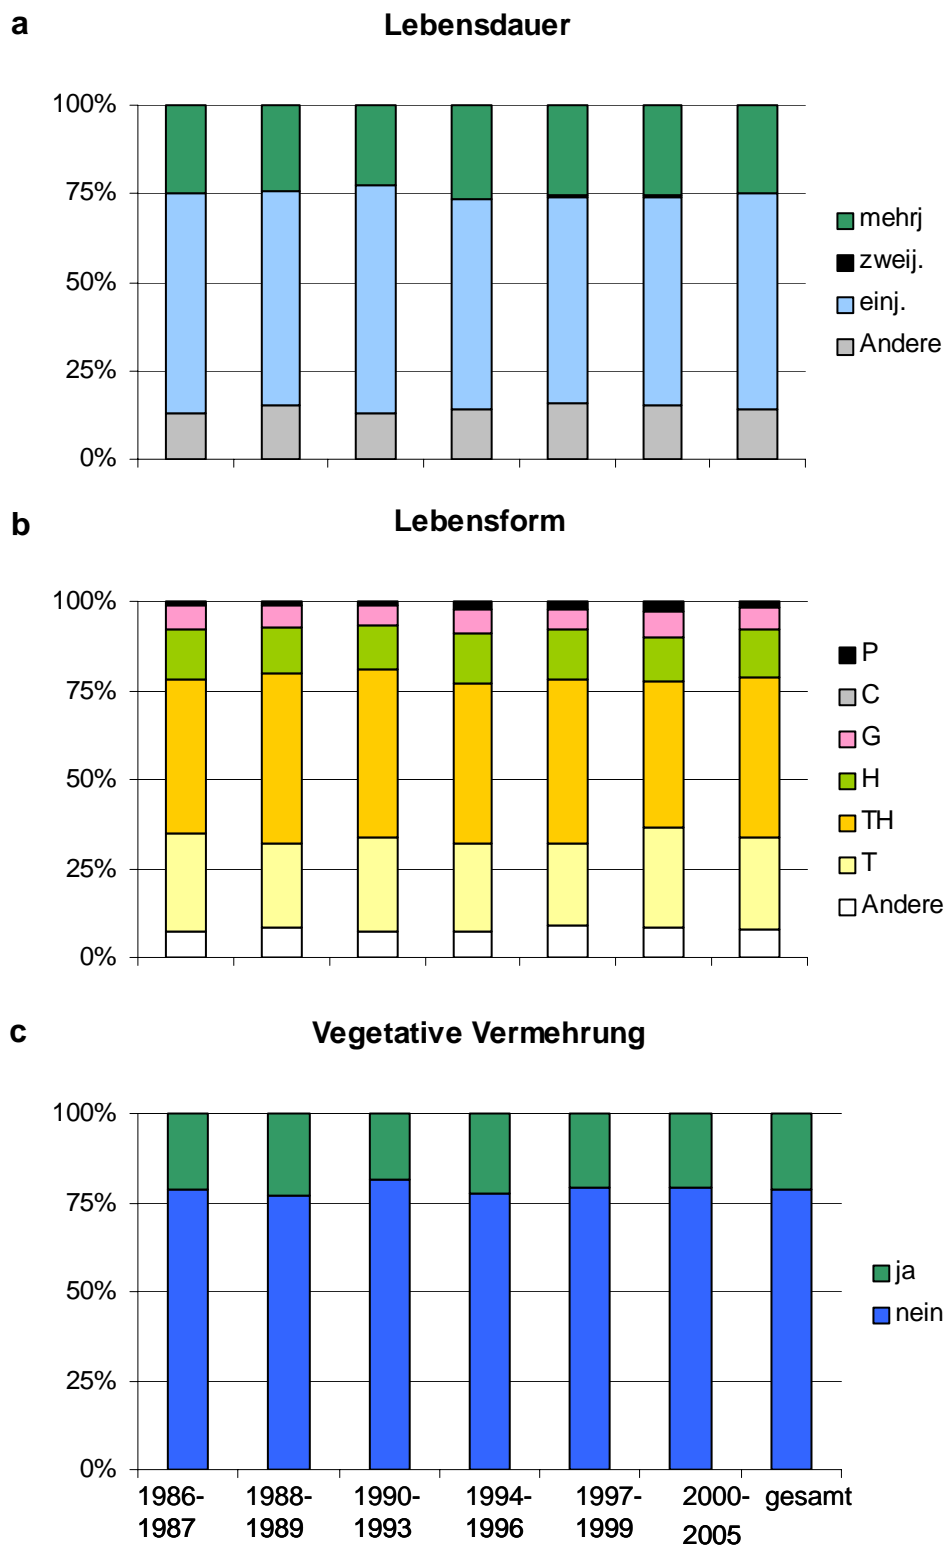 a
Lebensdauer
100%
75%
50%
25%
0%
mehrj
zweij.
einj.
Andere
b
Lebensform
100%
75%
50%
25%
0%
P
C
G
H
TH
T
Andere
c
Vegetative Vermehrung
100%
75%
50%
25%
0%
ja
nein
1986- 1988- 1990- 1994- 1997- 2000- gesamt
1987 1989 1993 1996 1999 2005